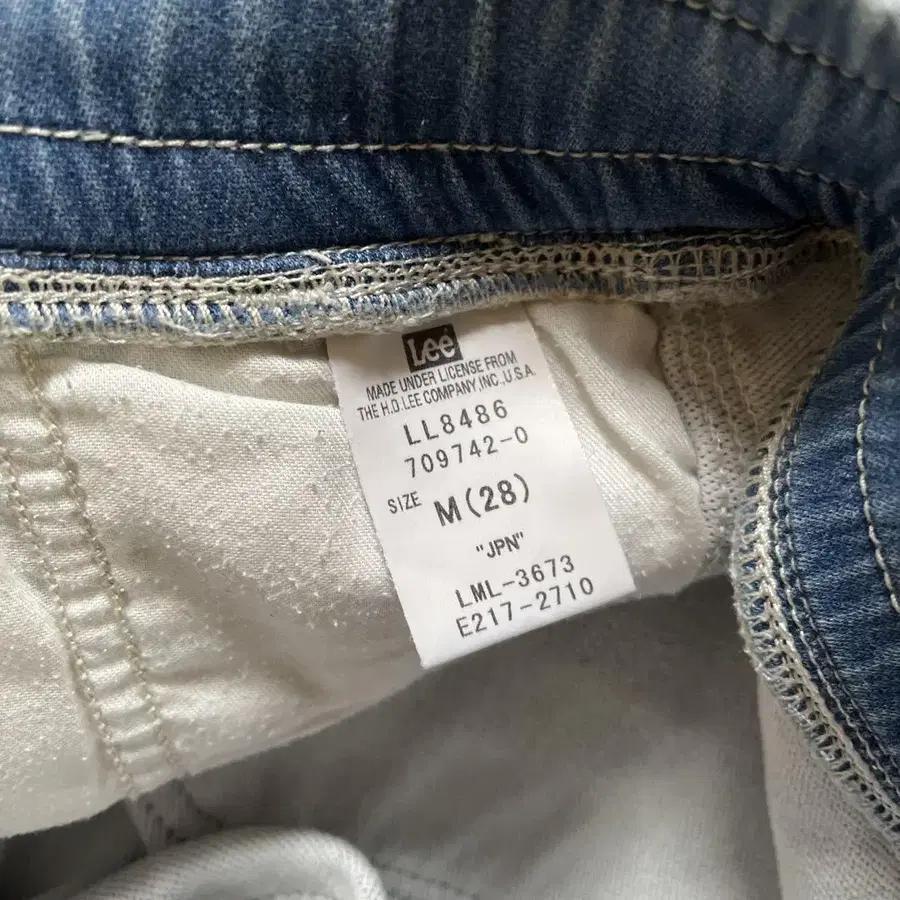 Lee
MADE UNDER LICENSE FROM
THE H.D.LEE COMPANY INC.,U.S.A.
LL8486
709742-0
SIZE M(28)
"JPN"
LML-3673
E217-2710